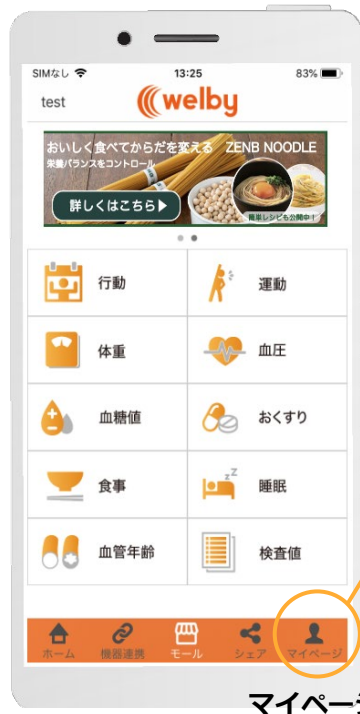 SIMなし 13:25 83%
test welby
おいしく食べてからだを変える ZENB NOODLE
栄養バランスをコントロール
詳しくはこちら▶
簡単レシピも公開中！
行動 運動
体重 血圧
血糖値 おくすり
食事 睡眠
血管年齢 検査値
ホーム 機器連携 モール シェア マイページ
マイペー